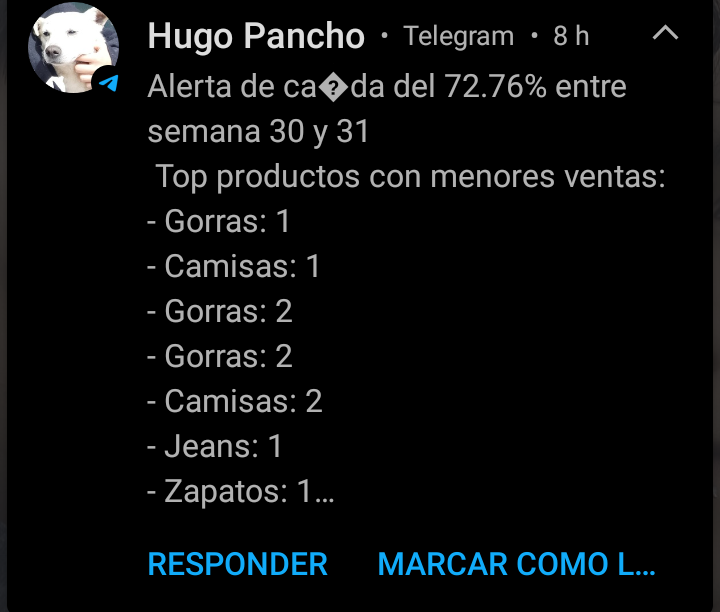 Hugo Pancho • Telegram • 8 h
Alerta de ca�da del 72.76% entre
semana 30 y 31
Top productos con menores ventas:
- Gorras: 1
- Camisas: 1
- Gorras: 2
- Gorras: 2
- Camisas: 2
- Jeans: 1
- Zapatos: 1…
RESPONDER MARCAR COMO L…